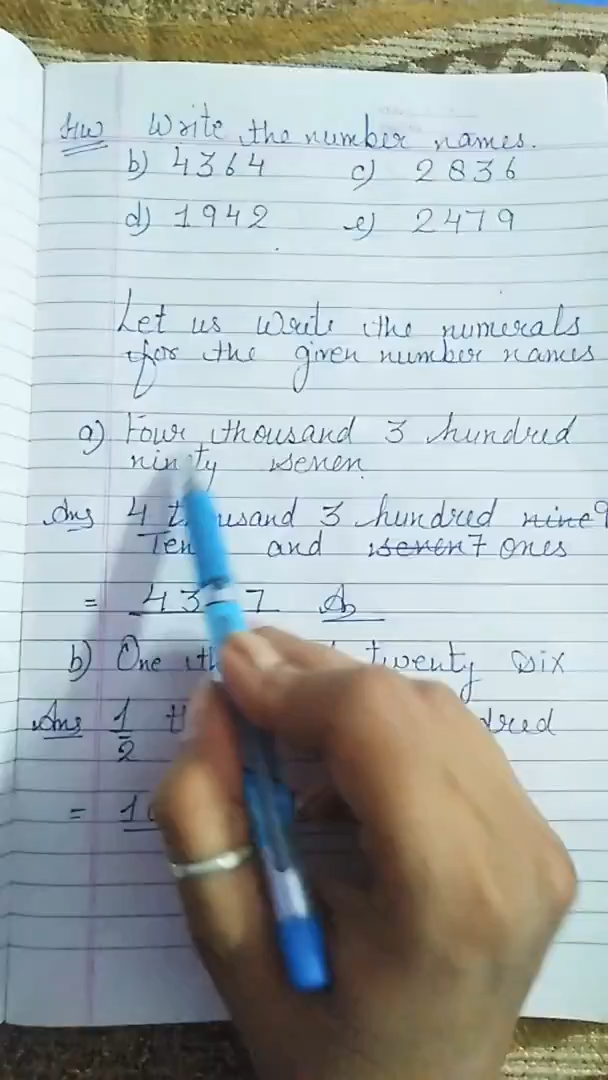 HW Write the number names.
b) 4364 c) 2836
d) 1942 e) 2479
Let us write the numerals
for the given number names
a) Four thousand 3 hundred
ninety seven
Ans 4 thousand 3 hundred nine 9
Ten and seven 7 ones
= 43 7
b) One twenty six
Ans 1
2
= 1